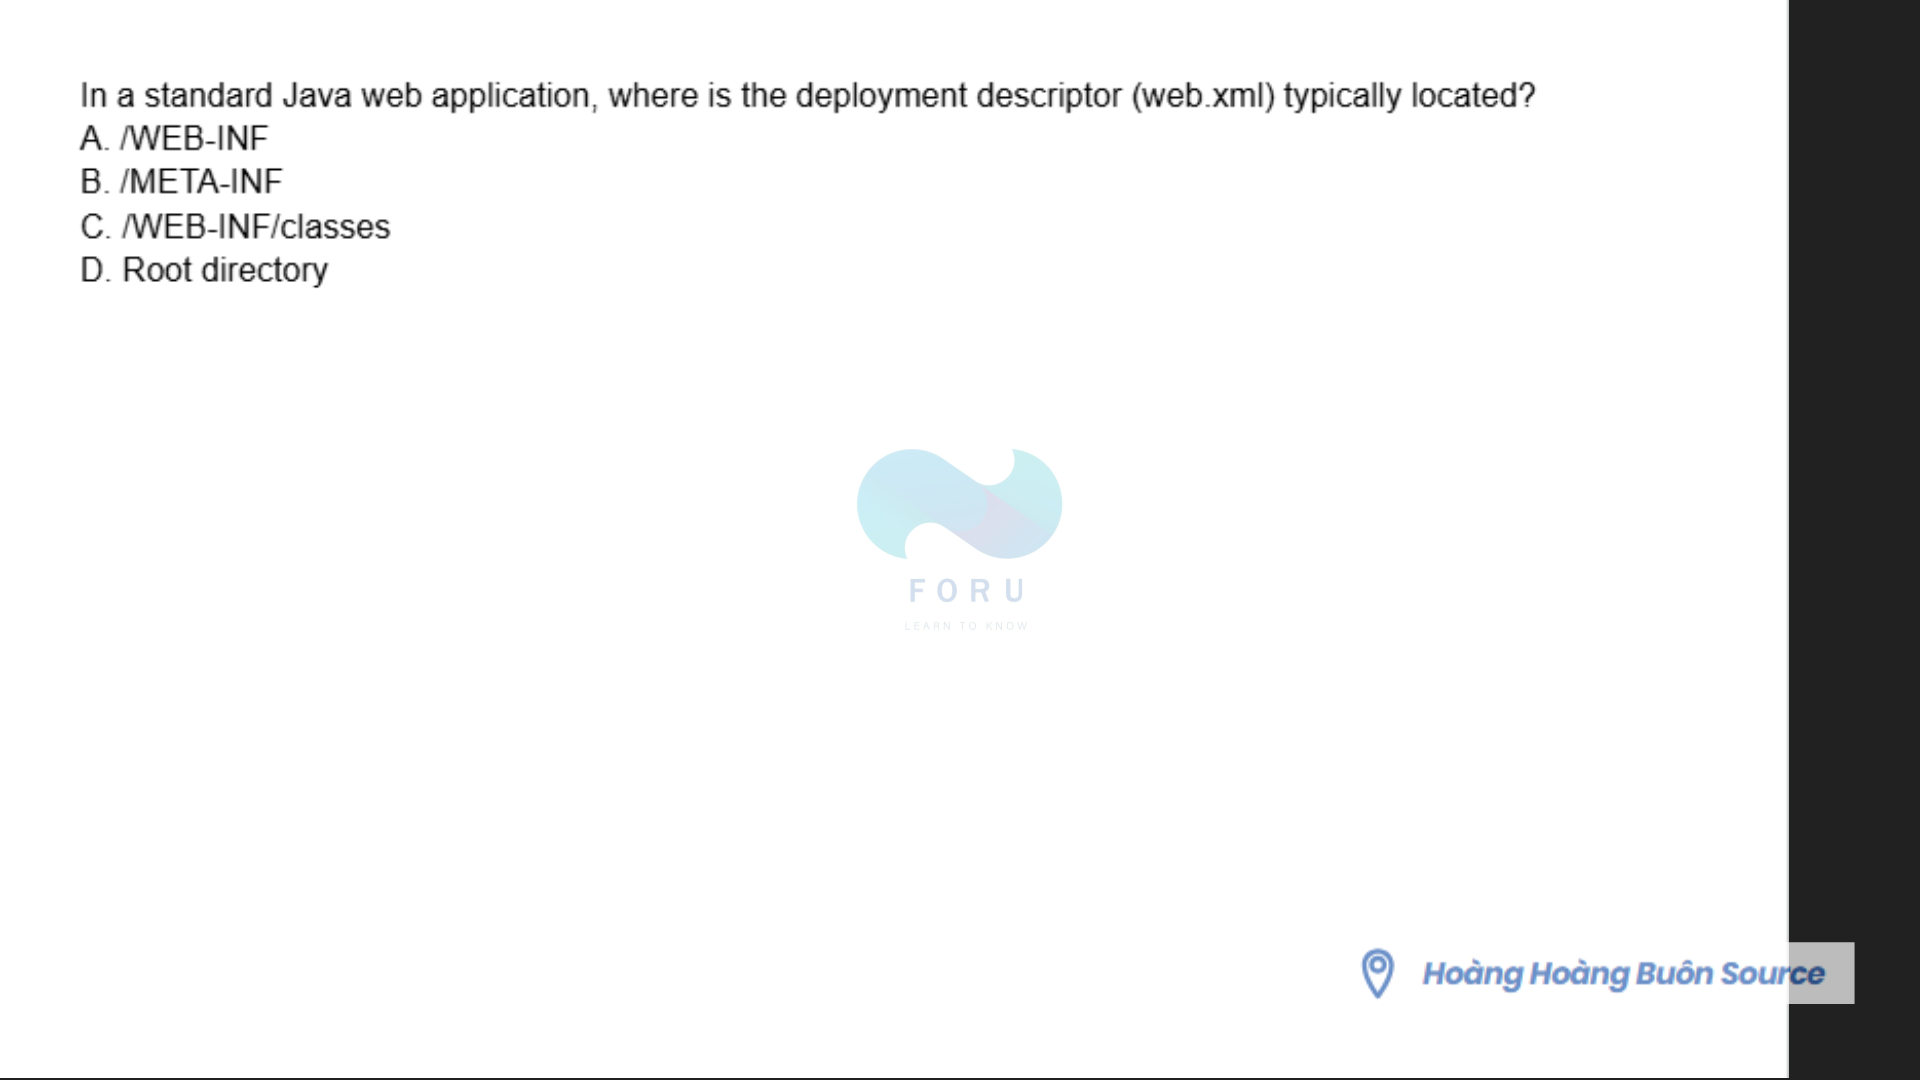 In a standard Java web application, where is the deployment descriptor (web.xml) typically located?
A. /WEB-INF
B. /META-INF
C. /WEB-INF/classes
D. Root directory
FORU
LEARN TO KNOW
Hoàng Hoàng Buôn Source